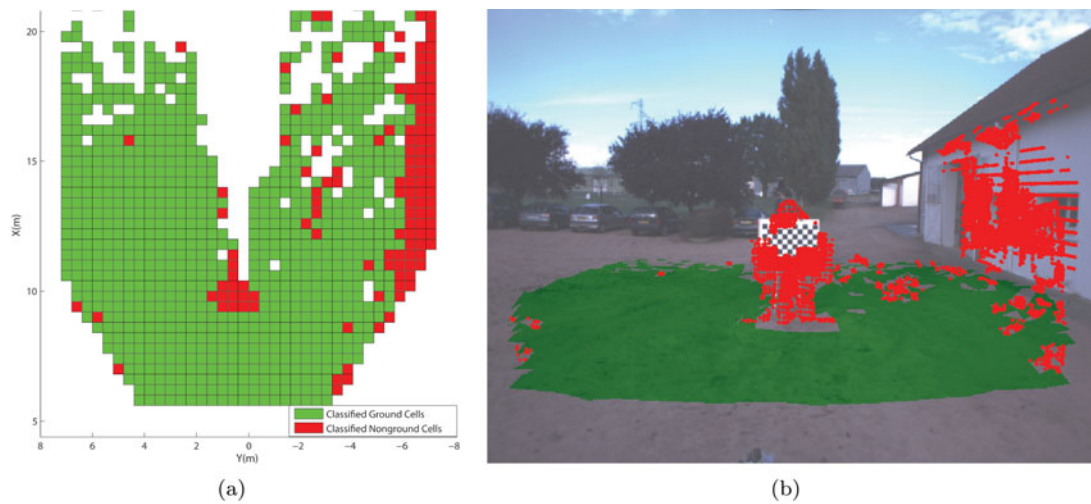 20
15
10
5
X(m)
8 6 4 2 0 −2 −4 −6 −8
Y(m)
Classified Ground Cells
Classified Nonground Cells
(a)
(b)